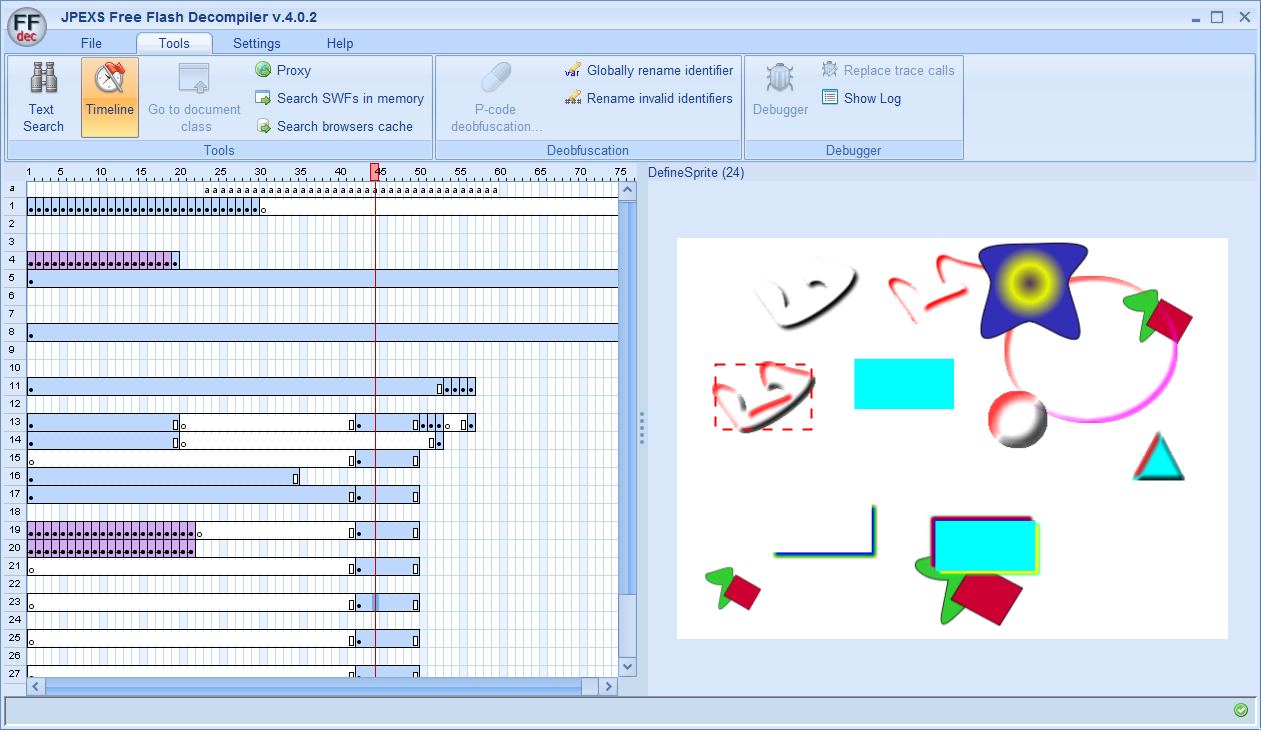 FF
dec
JPEXS Free Flash Decompiler v.4.0.2
File Tools Settings Help
Text
Search
Timeline
Go to document
class
Proxy
Search SWFs in memory
Search browsers cache
Tools
P-code
deobfuscation...
var Globally rename identifier
Rename invalid identifiers
Deobfuscation
Debugger
Replace trace calls
Show Log
Debugger
1 5 10 15 20 25 30 35 40 45 50 55 60 65 70 75
DefineSprite (24)
a a a a a a a a a a a a a a a a a a a a a a a a a a a a a a a a a a a a a a
1
2
3
4
5
6
7
8
9
10
11
12
13
14
15
16
17
18
19
20
21
22
23
24
25
26
27